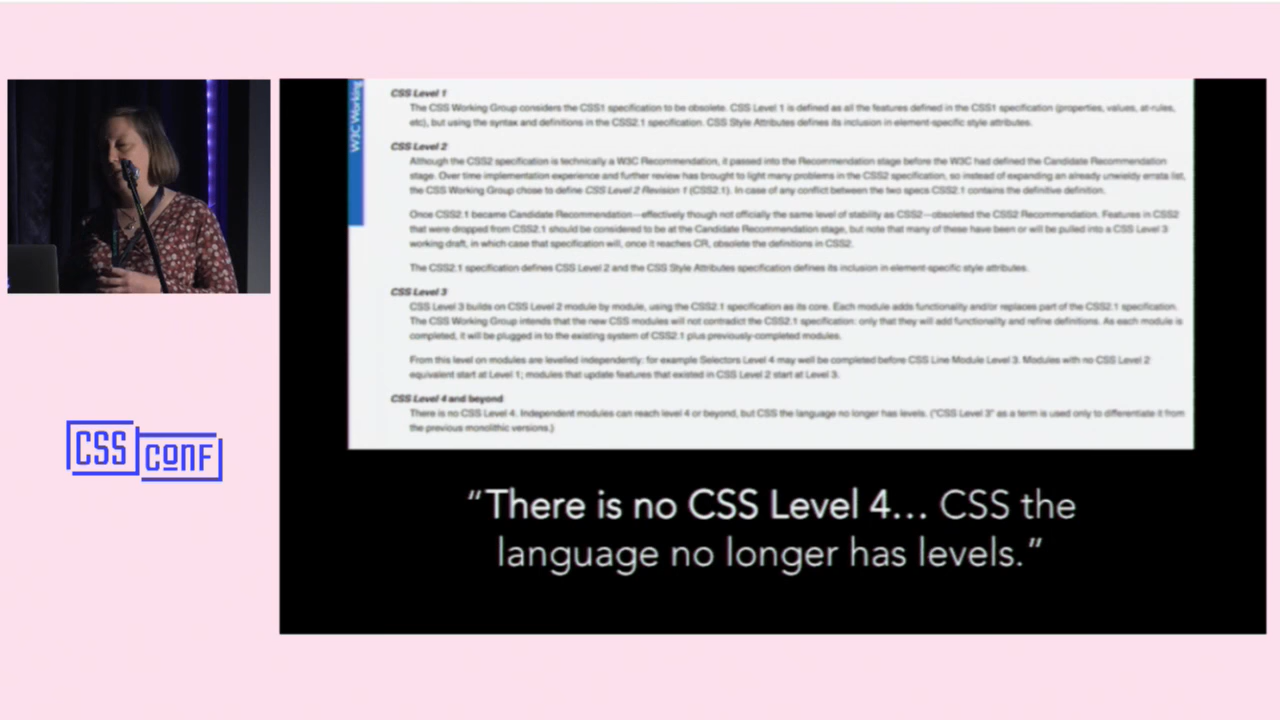 W3C Working
CSS Level 1
The CSS Working Group considers the CSS1 specification to be obsolete. CSS Level 1 is defined as all the features defined in the CSS1 specification (properties, values, at-rules,
etc), but using the syntax and definitions in the CSS2.1 specification. CSS Style Attributes defines its inclusion in element-specific style attributes.
CSS Level 2
Although the CSS2 specification is technically a W3C Recommendation, it passed into the Recommendation stage before the W3C had defined the Candidate Recommendation
stage. Over time implementation experience and further review has brought to light many problems in the CSS2 specification, so instead of expanding an already unwieldy errata list,
the CSS Working Group chose to define CSS Level 2 Revision 1 (CSS2.1). In case of any conflict between the two specs CSS2.1 contains the definitive definition.
Once CSS2.1 became Candidate Recommendation—effectively though not officially the same level of stability as CSS2—obsoleted the CSS2 Recommendation. Features in CSS2
that were dropped from CSS2.1 should be considered to be at the Candidate Recommendation stage, but note that many of these have been or will be pulled into a CSS Level 3
working draft, in which case that specification will, once it reaches CR, obsolete the definitions in CSS2.
The CSS2.1 specification defines CSS Level 2 and the CSS Style Attributes specification defines its inclusion in element-specific style attributes.
CSS Level 3
CSS Level 3 builds on CSS Level 2 module by module, using the CSS2.1 specification as its core. Each module adds functionality and/or replaces part of the CSS2.1 specification.
The CSS Working Group intends that the new CSS modules will not contradict the CSS2.1 specification: only that they will add functionality and refine definitions. As each module is
completed, it will be plugged in to the existing system of CSS2.1 plus previously-completed modules.
From this level on modules are levelled independently: for example Selectors Level 4 may well be completed before CSS Line Module Level 3. Modules with no CSS Level 2
equivalent start at Level 1; modules that update features that existed in CSS Level 2 start at Level 3.
CSS Level 4 and beyond
There is no CSS Level 4. Independent modules can reach level 4 or beyond, but CSS the language no longer has levels. ("CSS Level 3" as a term is used only to differentiate it from
the previous monolithic versions.)
“There is no CSS Level 4… CSS the
language no longer has levels.”
CSS
CONF